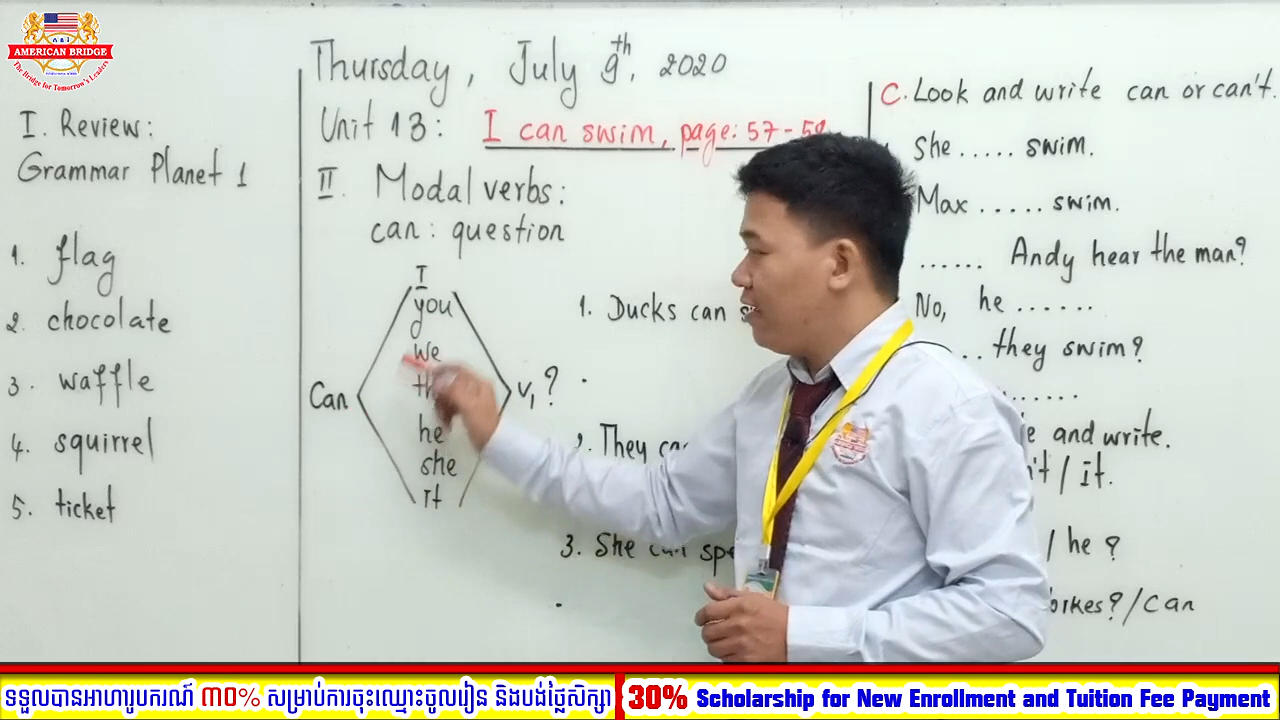 AMERICAN BRIDGE
The Bridge for Tomorrow's Leaders
I. Review:
Grammar Planet 1
1. flag
2. chocolate
3. waffle
4. squirrel
5. ticket
Thursday, July 9th, 2020
Unit 13: I can swim, page: 57-58
II. Modal verbs:
can: question
I
you
we
Can
he
she
it
V1?
1. Ducks can
2. They
3. She can
C. Look and write can or can't.
She ..... swim.
Max ...... swim.
...... Andy hear the man?
No, he ......
.. they swim?
......
and write.
/ It.
/ he?
/ Can
ទទួលបានអាហារូបករណ៍ ៣០% សម្រាប់ការចុះឈ្មោះចូលរៀន និងបង់ថ្លៃសិក្សា
30% Scholarship for New Enrollment and Tuition Fee Payment